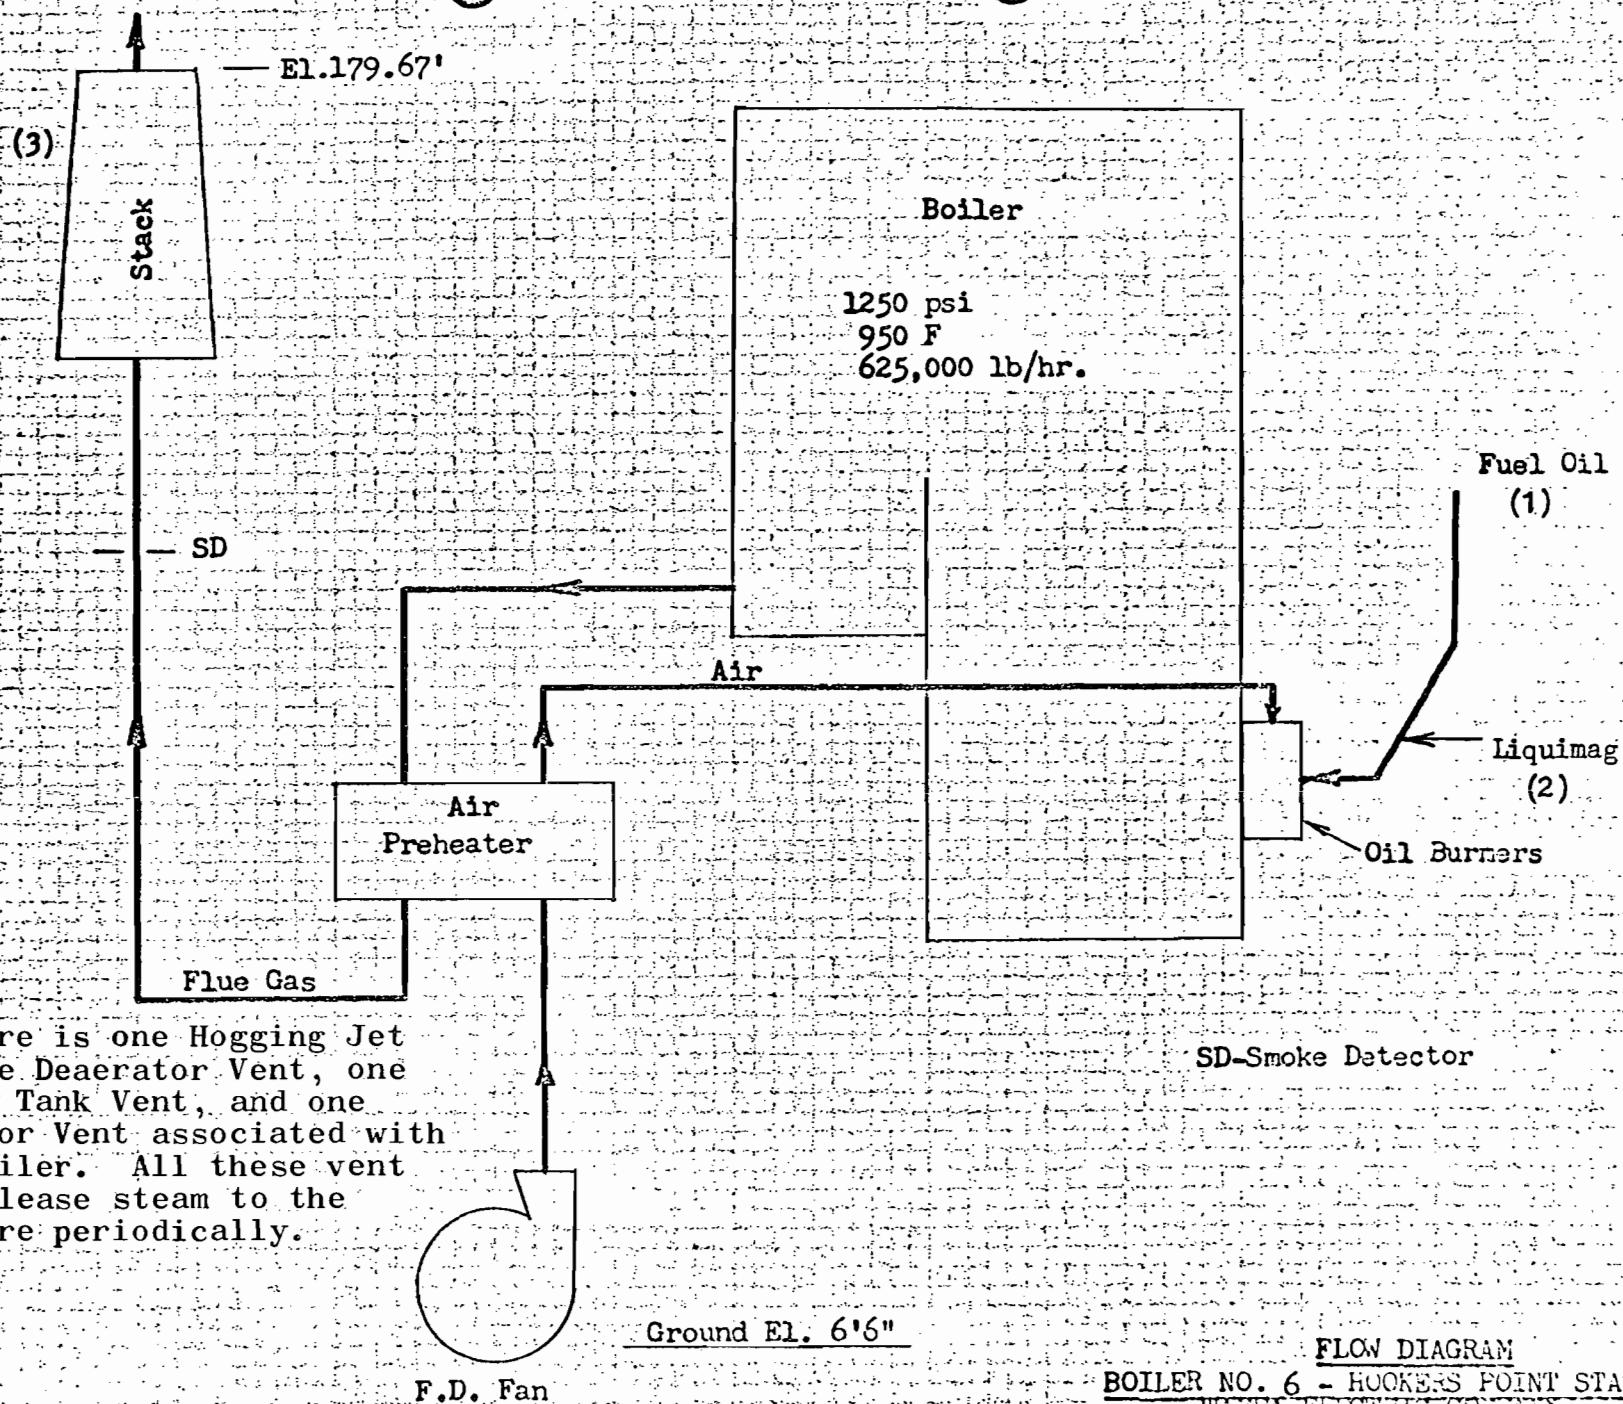 El.179.67'
(3)
Stack
Boiler
1250 psi
950 F
625,000 lb/hr.
Fuel Oil
(1)
SD
Air
Liquimag
(2)
Air
Preheater
Oil Burners
Flue Gas
re is one Hogging Jet
e Deaerator Vent, one
Tank Vent, and one
or Vent associated with
iler. All these vent
lease steam to the
re periodically.
SD-Smoke Detector
Ground El. 6'6"
F.D. Fan
FLOW DIAGRAM
BOILER NO. 6 - HOOKERS POINT STA